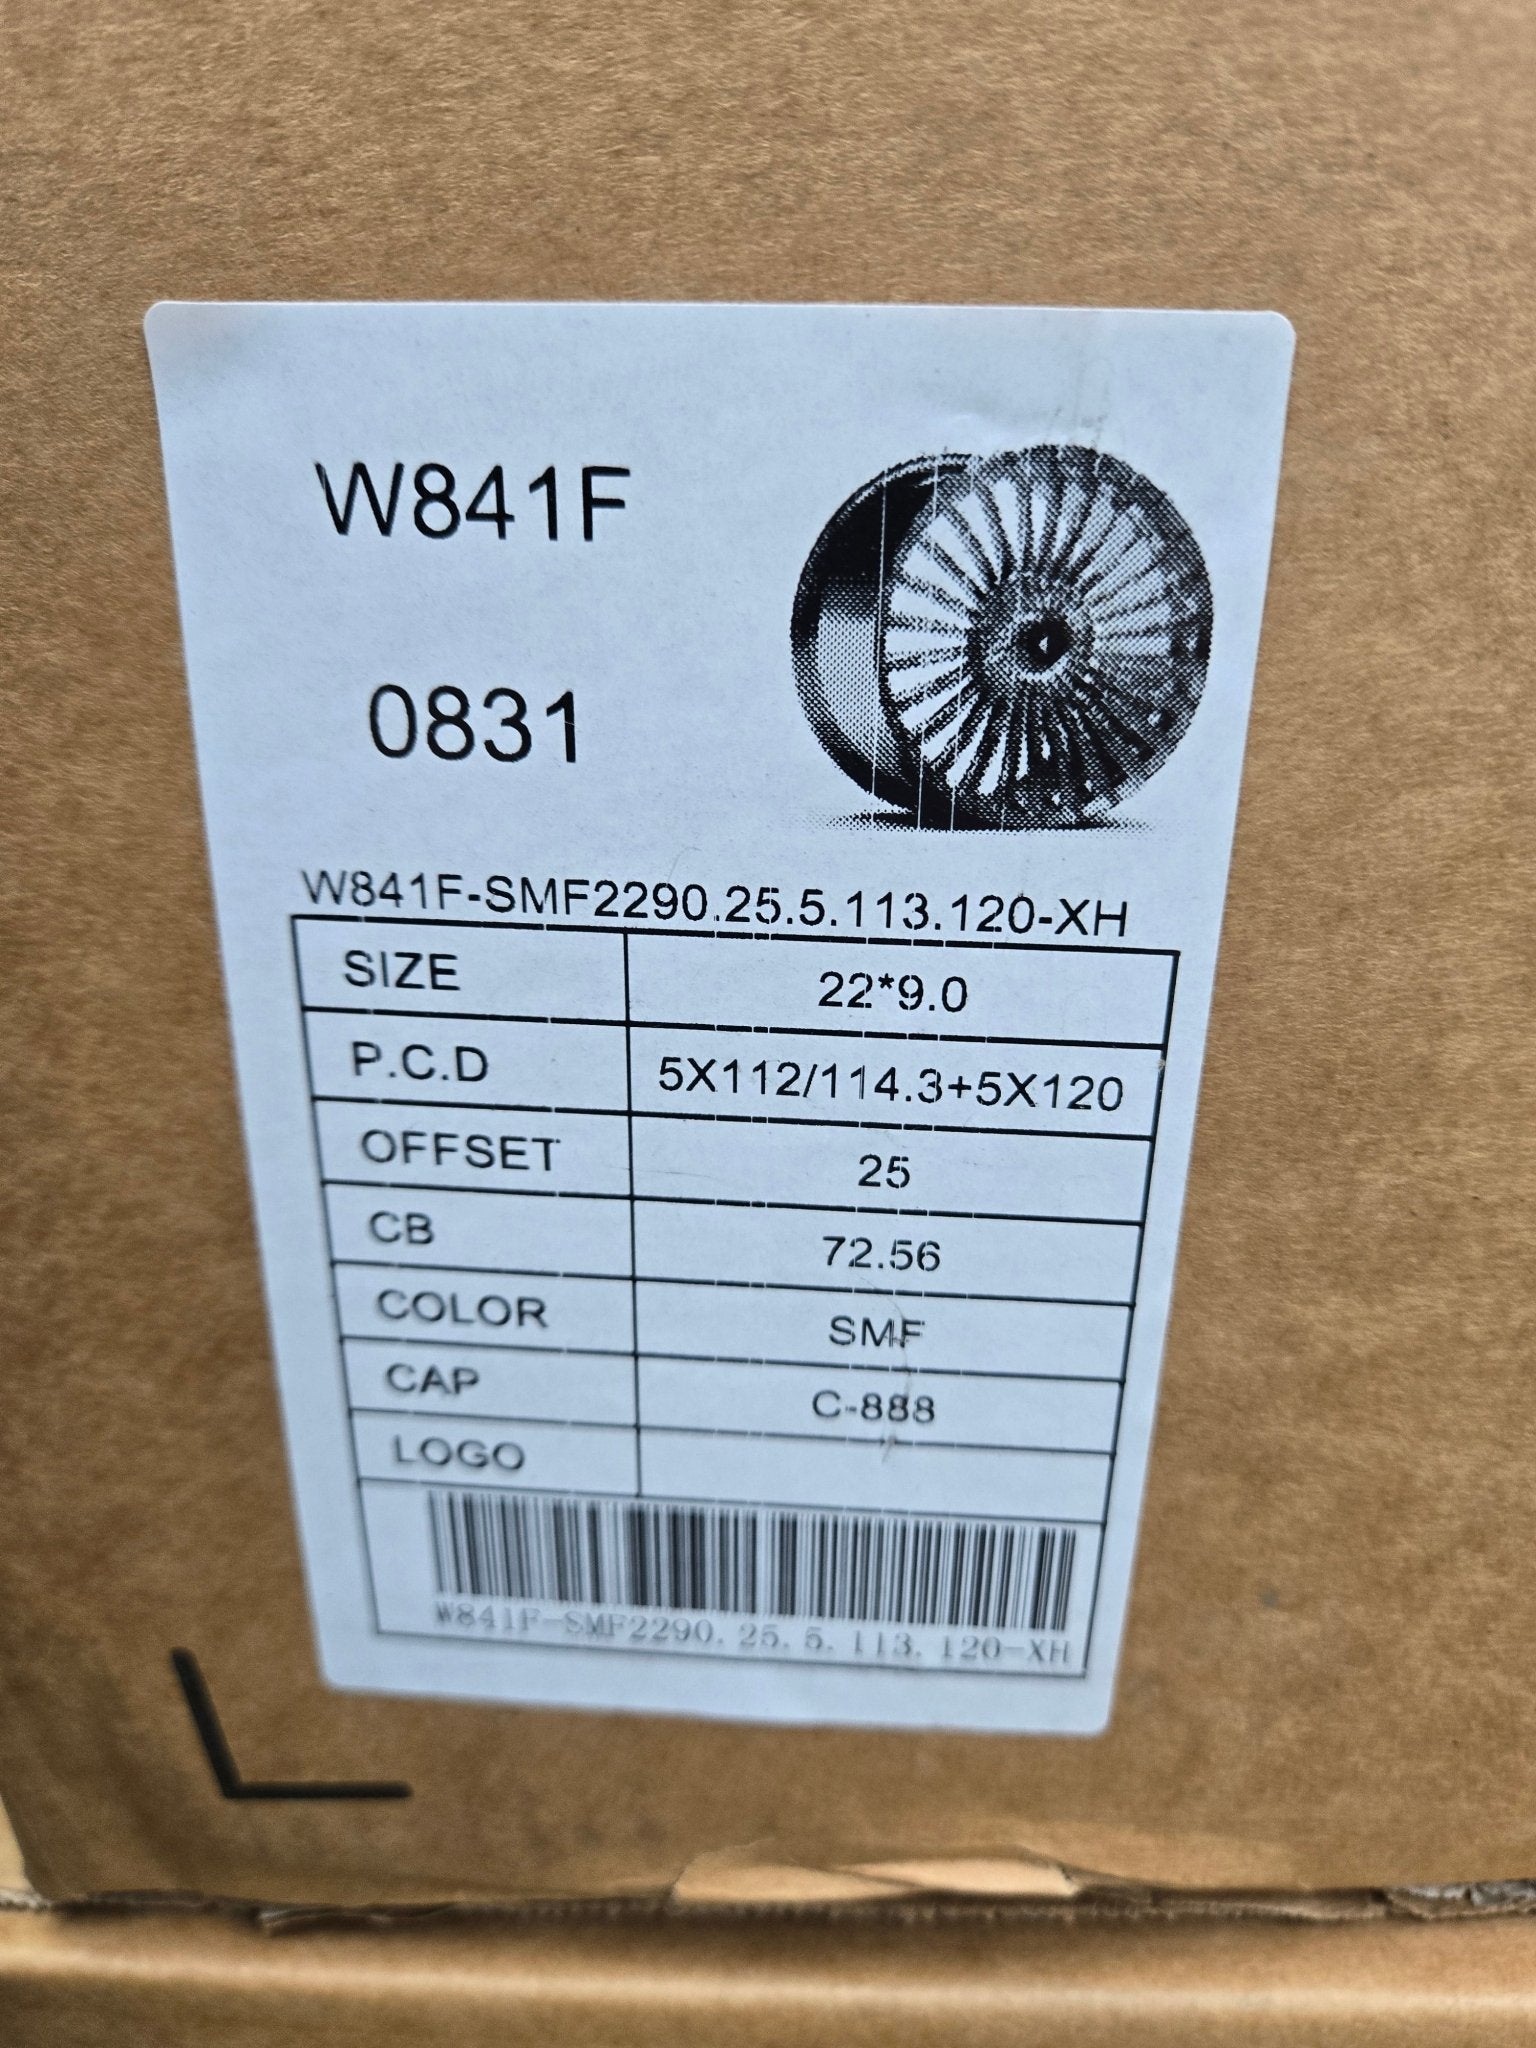 W841F
0831
W841F-SMF2290.25.5.113.120-XH
SIZE 22*9.0
P.C.D 5X112/114.3+5X120
OFFSET 25
CB 72.56
COLOR SMF
CAP C-888
LOGO
W841F-SMF2290.25.5.113.120-XH